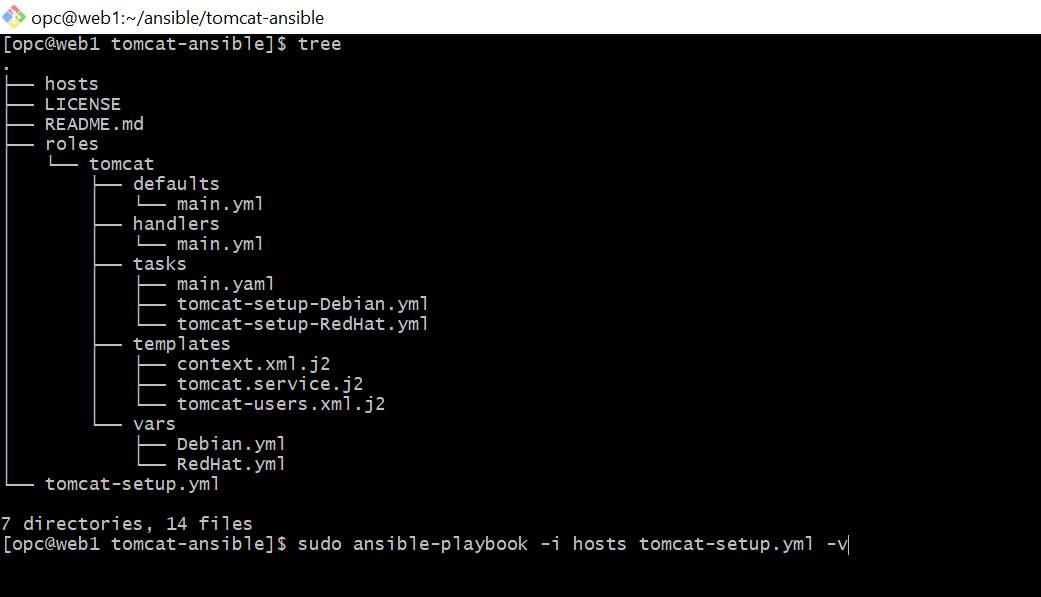 opc@web1:~/ansible/tomcat-ansible
[opc@web1 tomcat-ansible]$ tree
.
├── hosts
├── LICENSE
├── README.md
├── roles
│   └── tomcat
│       ├── defaults
│       │   └── main.yml
│       ├── handlers
│       │   └── main.yml
│       ├── tasks
│       │   ├── main.yaml
│       │   ├── tomcat-setup-Debian.yml
│       │   └── tomcat-setup-RedHat.yml
│       ├── templates
│       │   ├── context.xml.j2
│       │   ├── tomcat.service.j2
│       │   └── tomcat-users.xml.j2
│       └── vars
│           ├── Debian.yml
│           └── RedHat.yml
└── tomcat-setup.yml
7 directories, 14 files
[opc@web1 tomcat-ansible]$ sudo ansible-playbook -i hosts tomcat-setup.yml -v